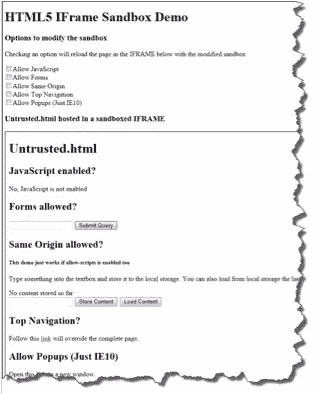 HTML5 IFrame Sandbox Demo
Options to modify the sandbox
Checking an option will reload the page in the IFRAME below with the modified sandbox
Allow JavaScript
Allow Forms
Allow Same Origin
Allow Top Navigation
Allow Popups (Just IE10)
Untrusted.html hosted in a sandboxed IFRAME
Untrusted.html
JavaScript enabled?
No, JavaScript is not enabled
Forms allowed?
Submit Query
Same Origin allowed?
This demo just works if allow-scripts is enabled too
Type something into the textbox and store it to the local storage. You can also load from local storage the
No content stored so far
Store Content Load Content
Top Navigation?
Follow this link will override the complete page.
Allow Popups (Just IE10)
Open this in a new window.